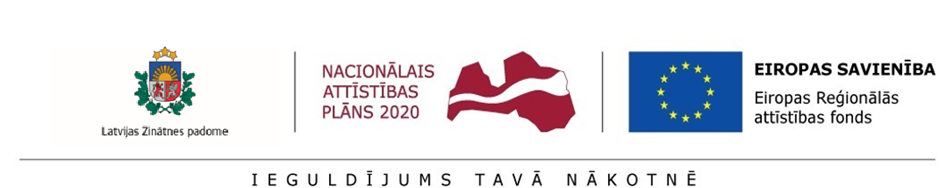 Latvijas Zinātnes padome
NACIONĀLAIS
ATTĪSTĪBAS
PLĀNS 2020
EIROPAS SAVIENĪBA
Eiropas Reģionālās
attīstības fonds
IEGULDĪJUMS TAVĀ NĀKOTNĒ